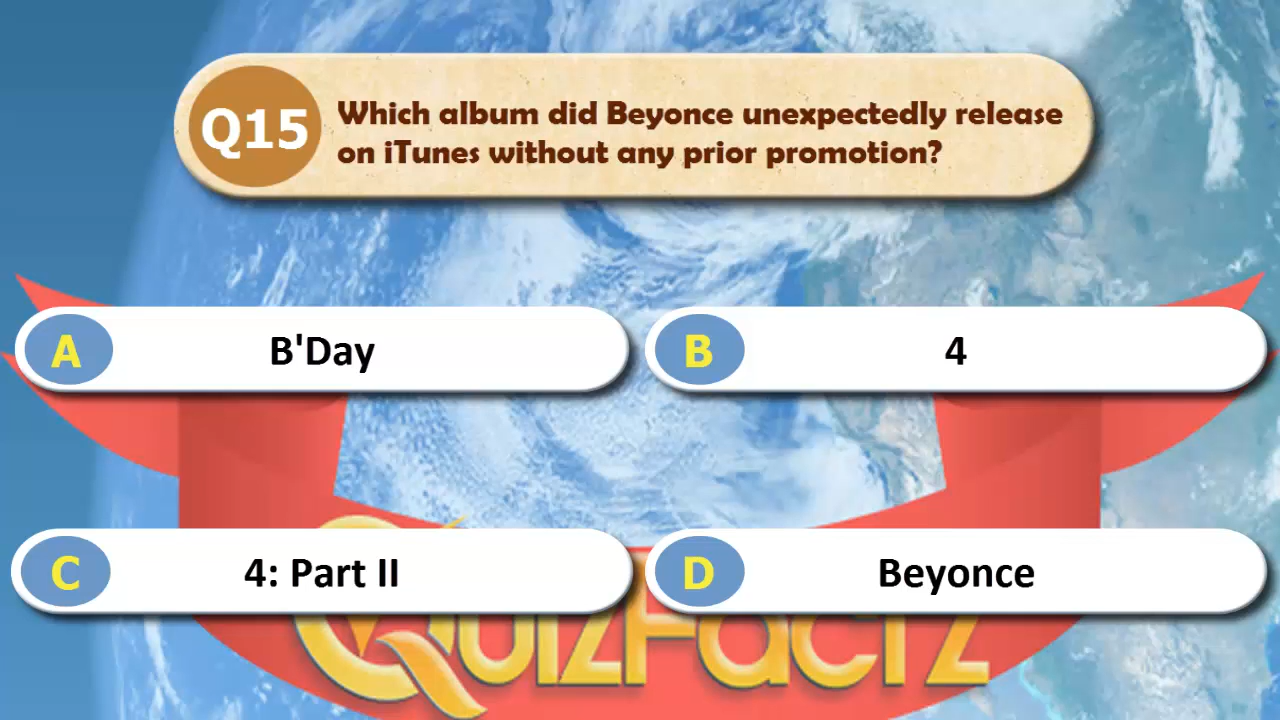 Q15
Which album did Beyonce unexpectedly release
on iTunes without any prior promotion?
A
B'Day
B
4
C
4: Part II
D
Beyonce
QuizFactz